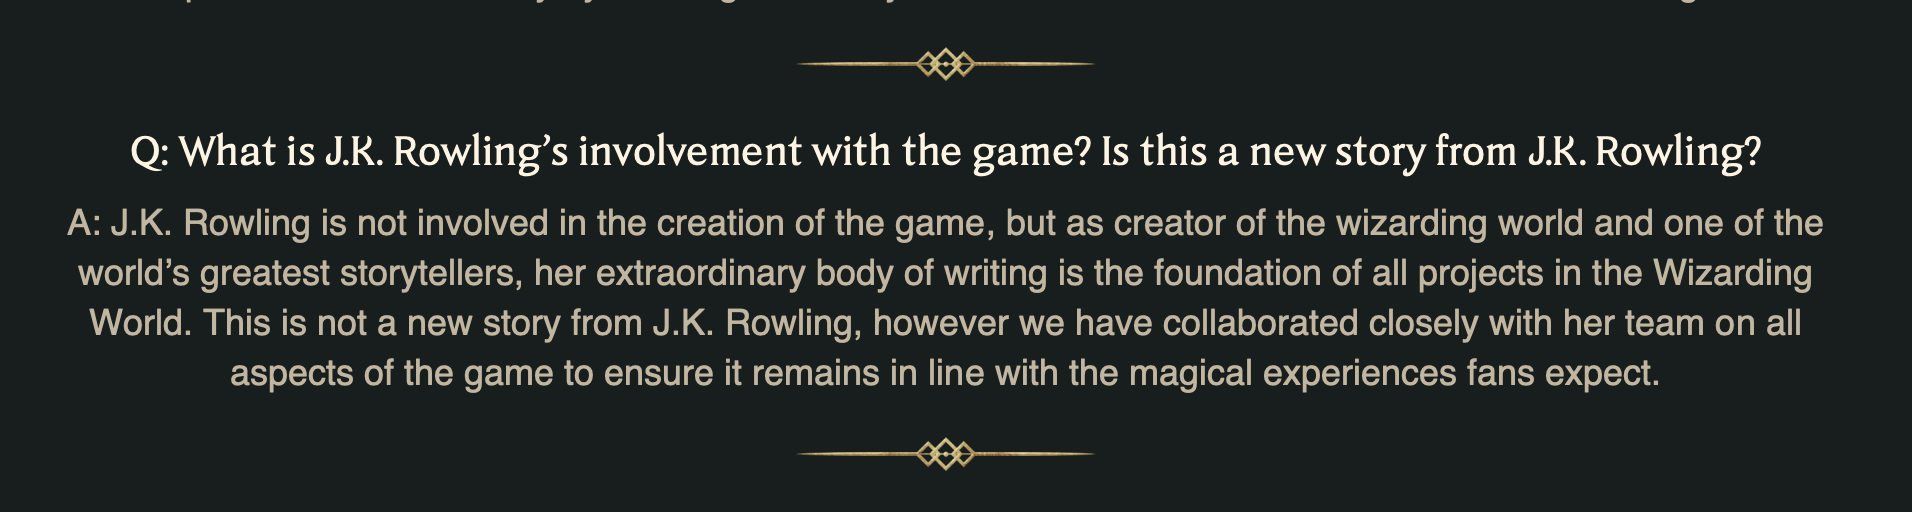 Q: What is J.K. Rowling’s involvement with the game? Is this a new story from J.K. Rowling?
A: J.K. Rowling is not involved in the creation of the game, but as creator of the wizarding world and one of the
world’s greatest storytellers, her extraordinary body of writing is the foundation of all projects in the Wizarding
World. This is not a new story from J.K. Rowling, however we have collaborated closely with her team on all
aspects of the game to ensure it remains in line with the magical experiences fans expect.